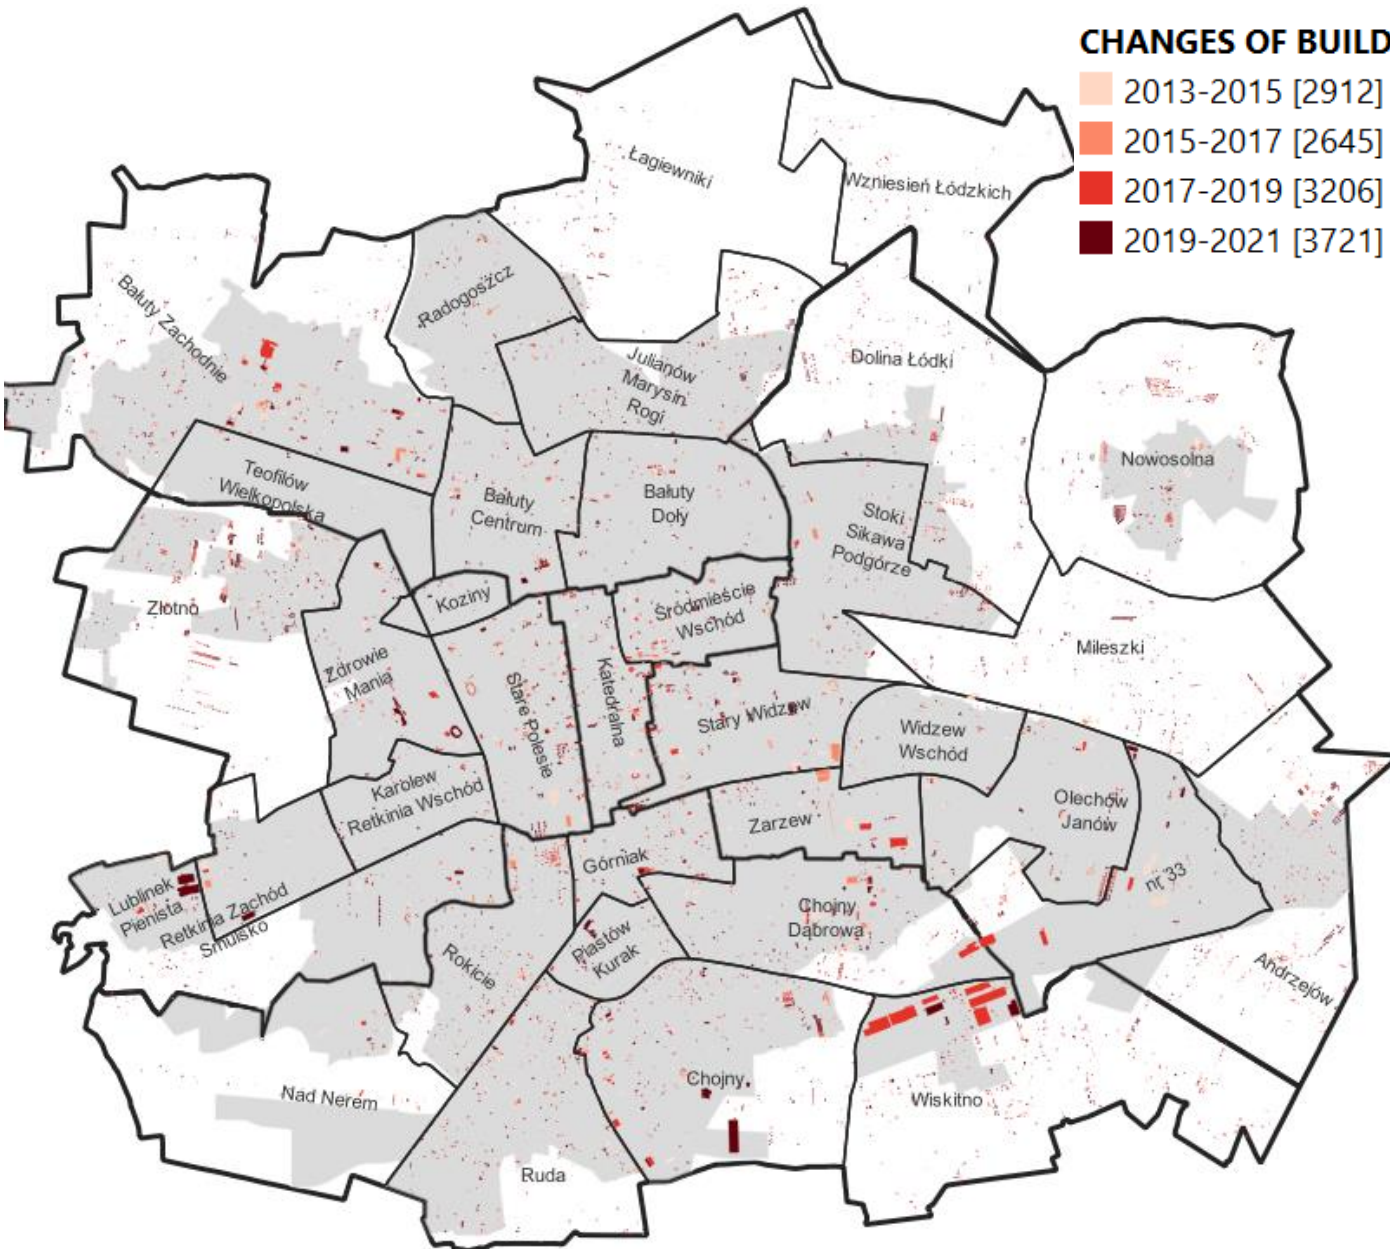 CHANGES OF BUILD
2013-2015 [2912]
2015-2017 [2645]
2017-2019 [3206]
2019-2021 [3721]
Łagiewniki
Wzniesień Łódzkich
Radogoszcz
Bałuty Zachodnie
Julianów
Marysin
Rogi
Dolina Łódki
Nowosolna
Teofilów
Wielkopolska
Bałuty
Centrum
Bałuty
Doły
Stoki
Sikawa
Podgórze
Złotno
Koziny
Śródmieście
Wschód
Mileszki
Zdrowie
Mania
Stare Polesie
Katedralna
Stary Widzew
Widzew
Wschód
Karolew
Retkinia Wschód
Olechów
Janów
Zarzew
Górniak
nr 33
Lublinek
Pienista
Retkinia Zachód
Smulsko
Chojny
Dąbrowa
Piastów
Kurak
Rokicie
Andrzejów
Nad Nerem
Chojny
Wiskitno
Ruda